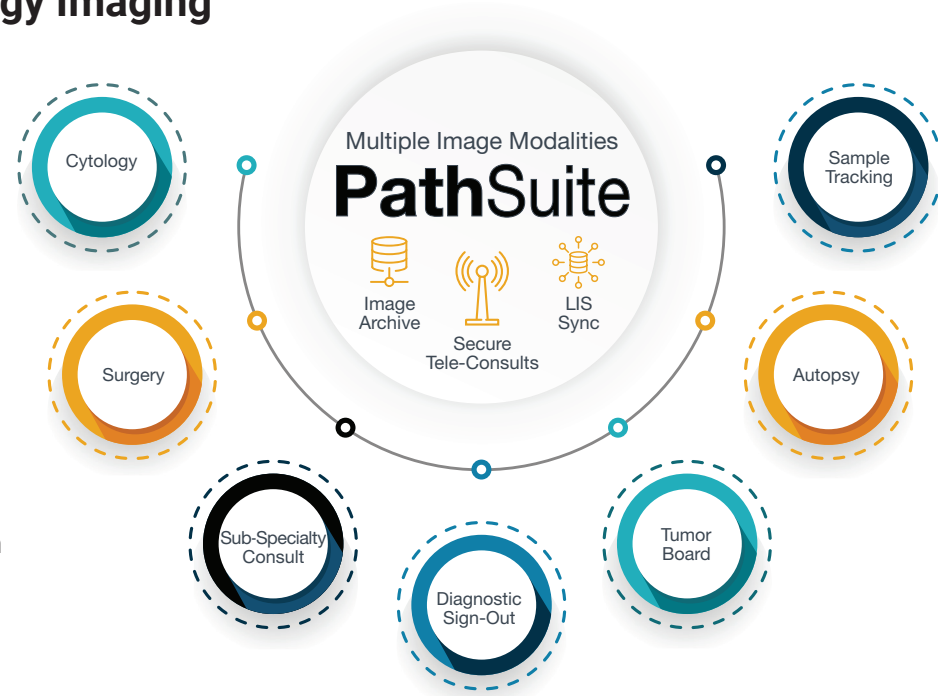 gy Imaging
Multiple Image Modalities
PathSuite
Image
Archive
Secure
Tele-Consults
LIS
Sync
Cytology
Surgery
Sub-Specialty
Consult
Diagnostic
Sign-Out
Tumor
Board
Autopsy
Sample
Tracking